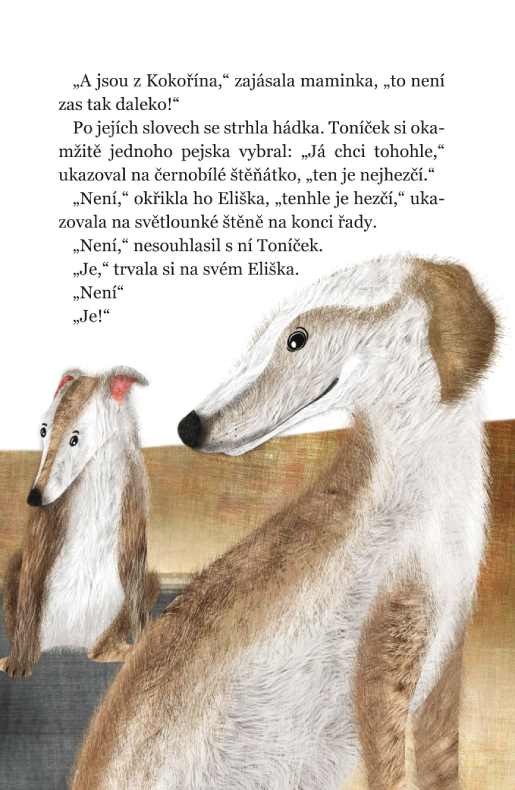 „A jsou z Kokořína,“ zajásala maminka, „to není
zas tak daleko!“
Po jejích slovech se strhla hádka. Toníček si oka-
mžitě jednoho pejska vybral: „Já chci tohohle,“
ukazoval na černobílé štěňátko, „ten je nejhezčí.“
„Není,“ okřikla ho Eliška, „tenhle je hezčí,“ uka-
zovala na světlounké štěně na konci řady.
„Není,“ nesouhlasil s ní Toníček.
„Je,“ trvala si na svém Eliška.
„Není“
„Je!“